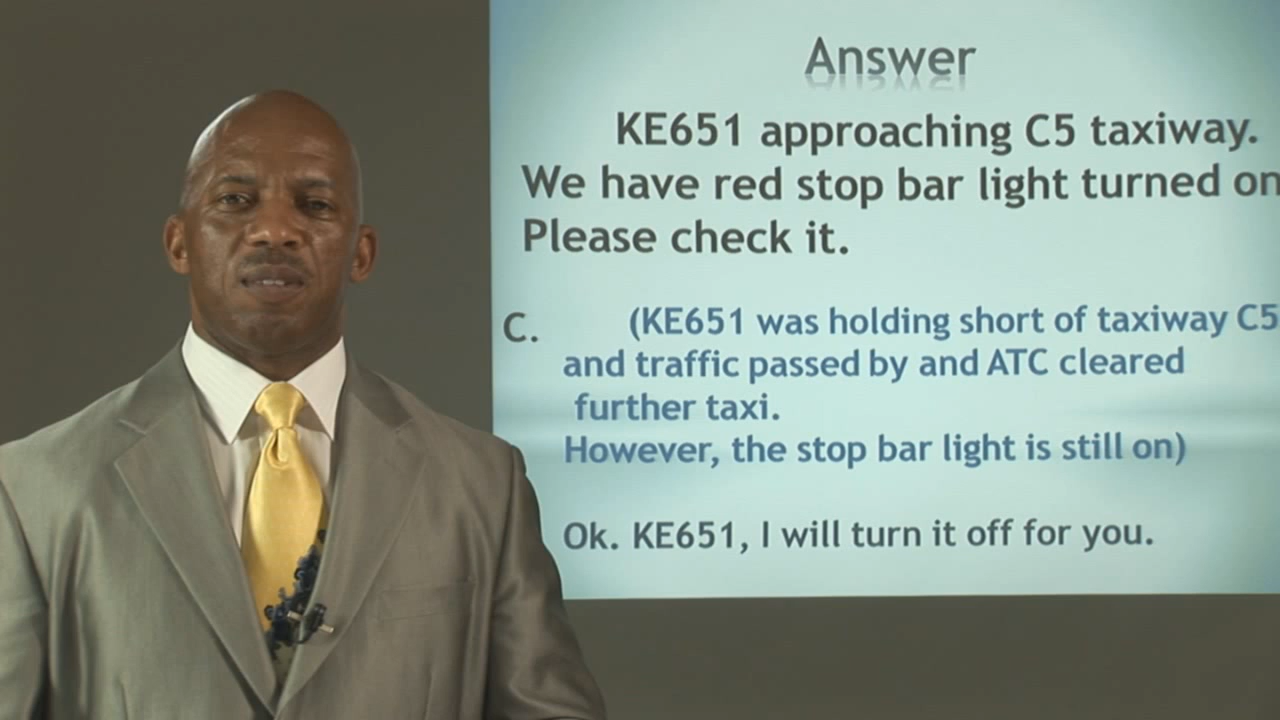 Answer
KE651 approaching C5 taxiway.
We have red stop bar light turned on
Please check it.
C. (KE651 was holding short of taxiway C5
and traffic passed by and ATC cleared
further taxi.
However, the stop bar light is still on)
Ok. KE651, I will turn it off for you.